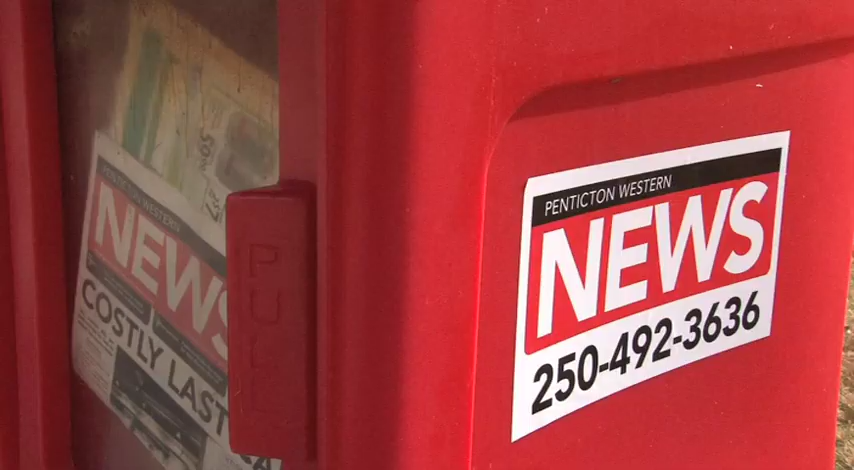 PENTICTON WESTERN
NEWS
COSTLY LAST
PULL
PENTICTON WESTERN
NEWS
250-492-3636